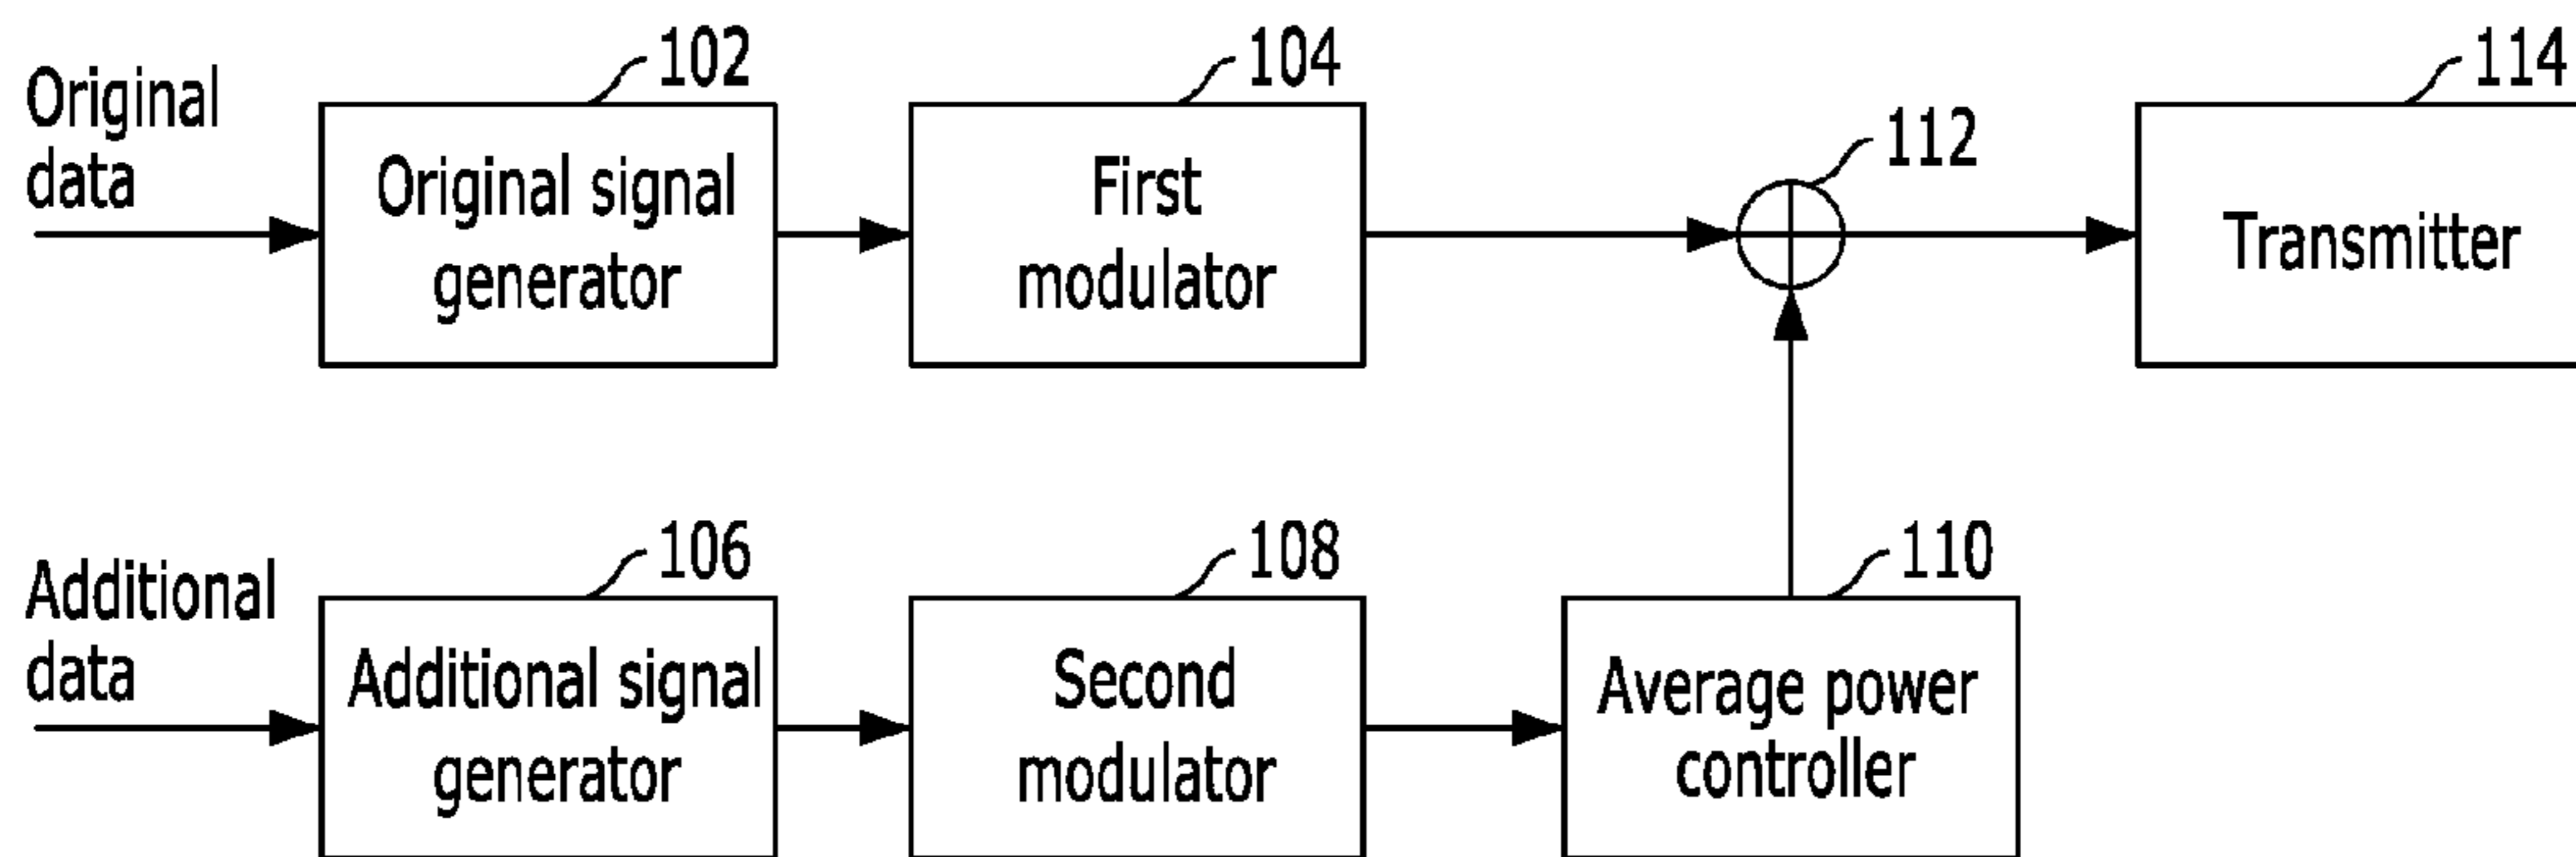 Original
data
102
Original signal
generator
104
First
modulator
112
114
Transmitter
Additional
data
106
Additional signal
generator
108
Second
modulator
110
Average power
controller